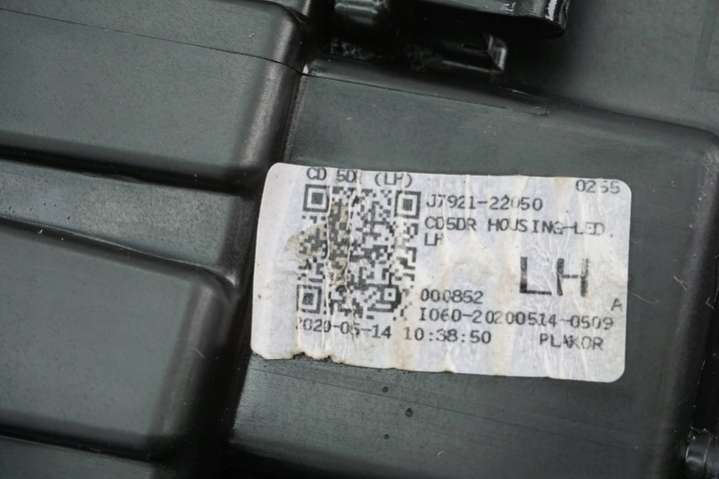 CD 5DR (LH) 0255
J7921-22050
CD5DR HOUSING-LED,
LH
LH
000852
A
I060-20200514-0509
2020-05-14 10:38:50 PLAKOR